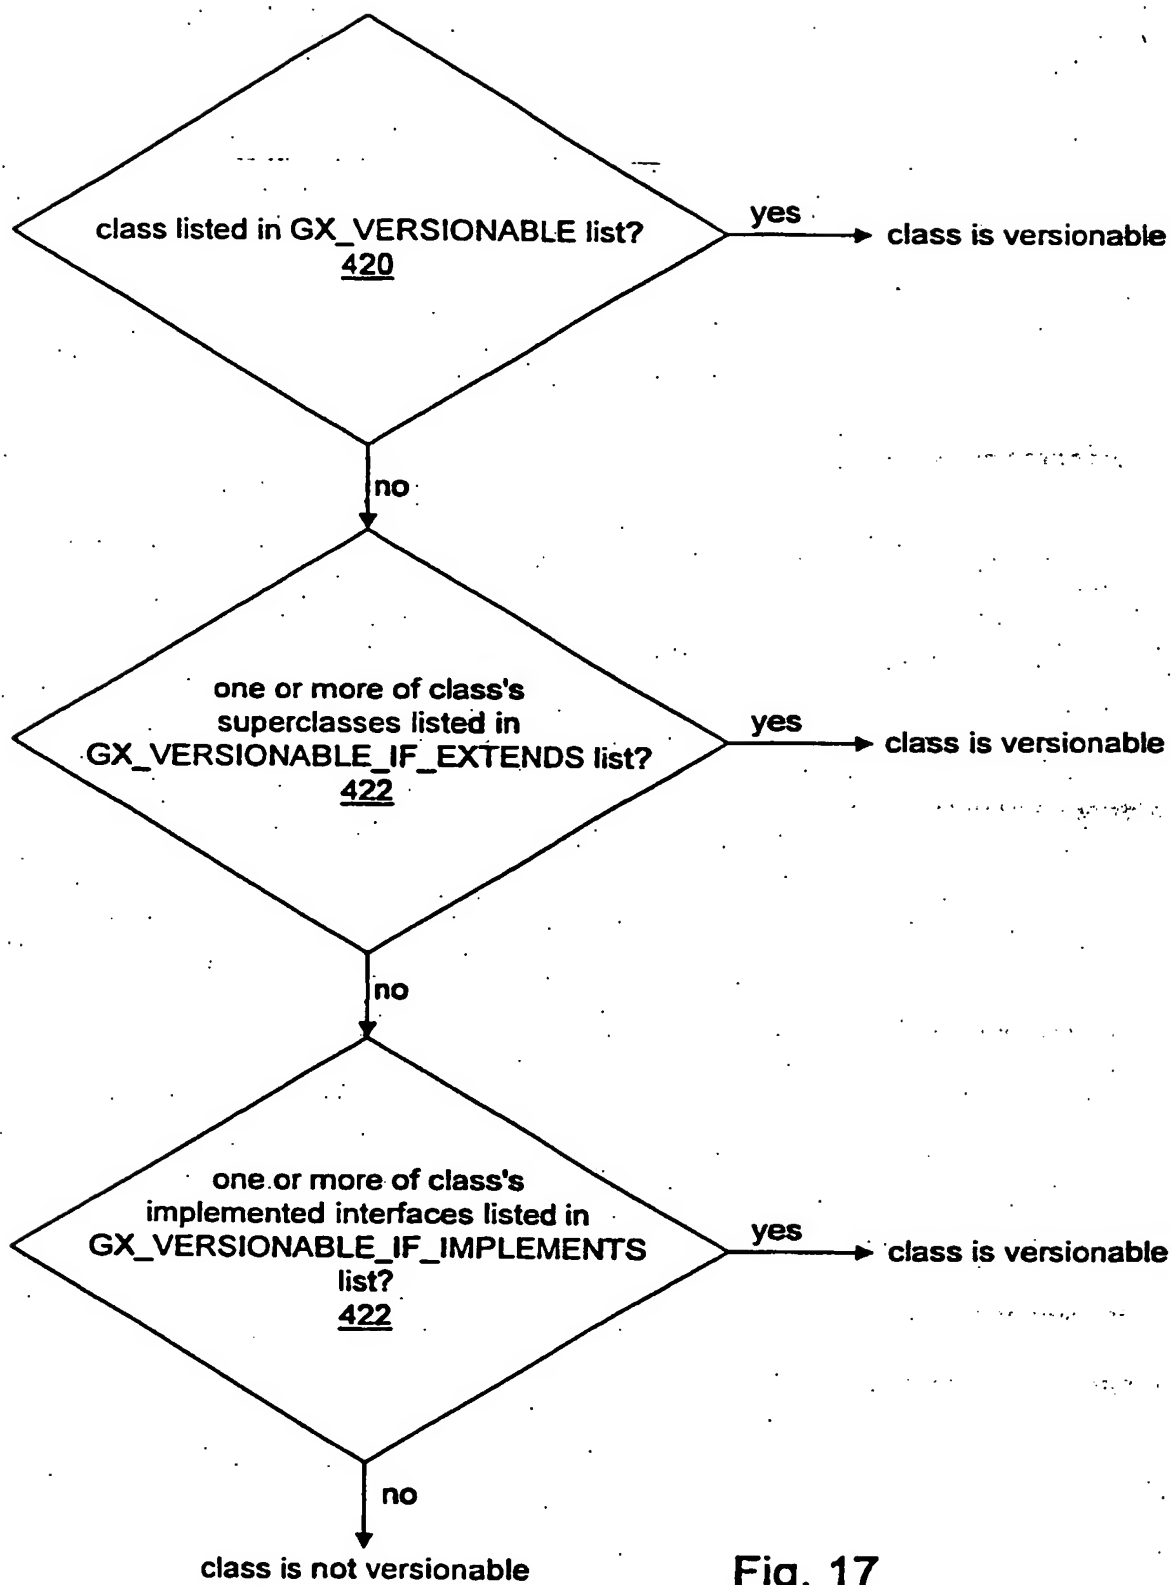 class listed in GX_VERSIONABLE list?
420
yes
class is versionable
no
one or more of class's
superclasses listed in
GX_VERSIONABLE_IF_EXTENDS list?
422
yes
class is versionable
no
one or more of class's
implemented interfaces listed in
GX_VERSIONABLE_IF_IMPLEMENTS
list?
422
yes
class is versionable
no
class is not versionable
Fig. 17